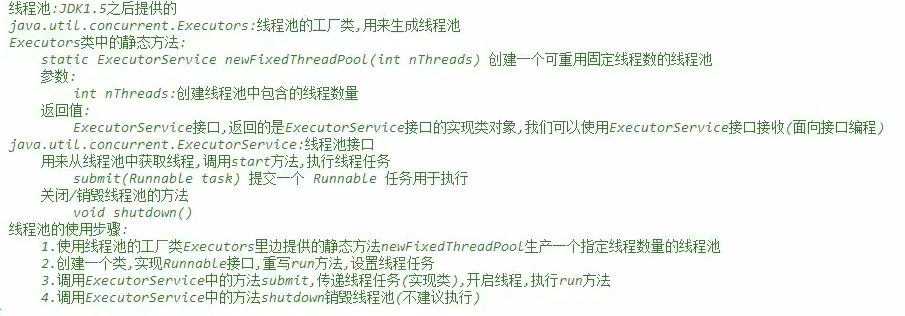 线程池:JDK1.5之后提供的
java.util.concurrent.Executors:线程池的工厂类,用来生成线程池
Executors类中的静态方法:
static ExecutorService newFixedThreadPool(int nThreads) 创建一个可重用固定线程数的线程池
参数:
int nThreads:创建线程池中包含的线程数量
返回值:
ExecutorService接口,返回的是ExecutorService接口的实现类对象,我们可以使用ExecutorService接口接收(面向接口编程)
java.util.concurrent.ExecutorService:线程池接口
用来从线程池中获取线程,调用start方法,执行线程任务
submit(Runnable task) 提交一个 Runnable 任务用于执行
关闭/销毁线程池的方法
void shutdown()
线程池的使用步骤:
1.使用线程池的工厂类Executors里边提供的静态方法newFixedThreadPool生产一个指定线程数量的线程池
2.创建一个类,实现Runnable接口,重写run方法,设置线程任务
3.调用ExecutorService中的方法submit,传递线程任务(实现类),开启线程,执行run方法
4.调用ExecutorService中的方法shutdown销毁线程池(不建议执行)